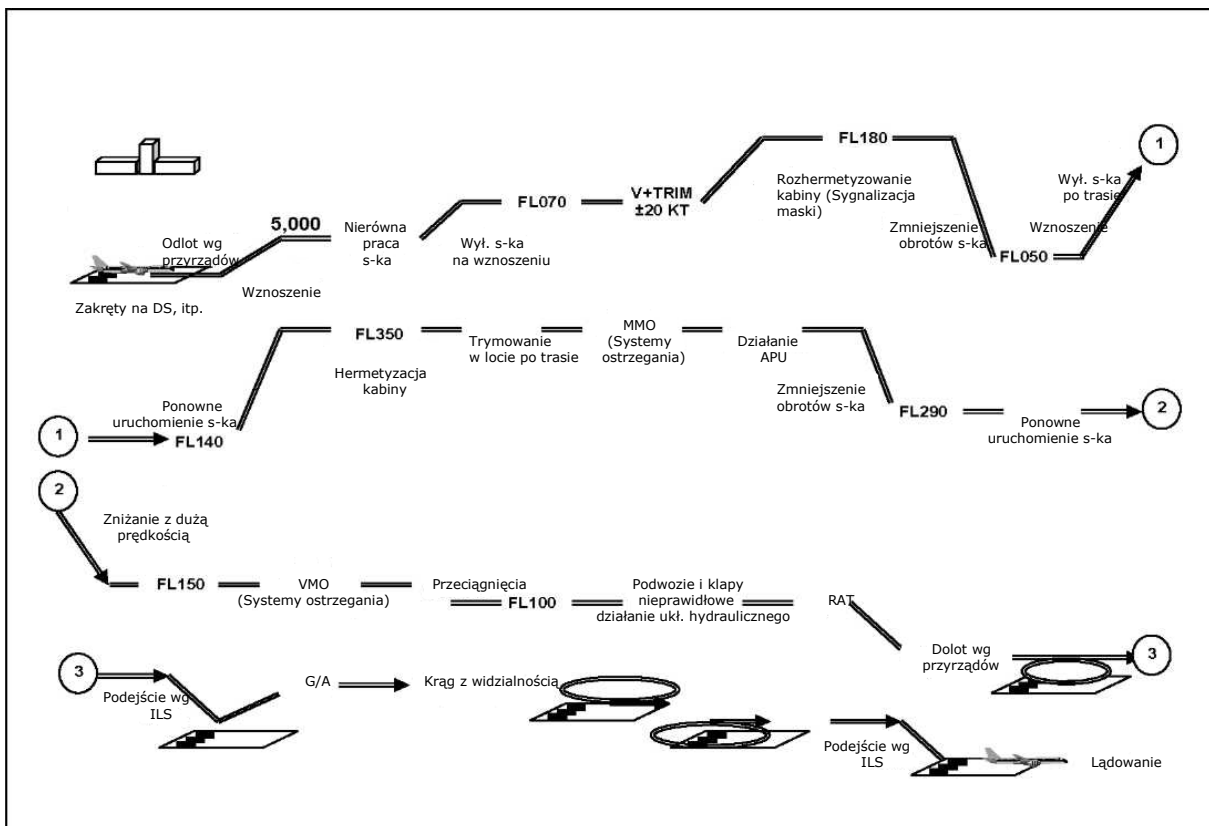 1
FL180
V+TRIM
±20 KT
Wył. s-ka
po trasie
FL070
Rozhermetyzowanie
kabiny (Sygnalizacja
maski)
5,000
Nierówna
praca
s-ka
Zmniejszenie
obrotów s-ka
Wznoszenie
Odlot wg
przyrządów
Wył. s-ka
na wznoszeniu
FL050
Wznoszenie
Zakręty na DS, itp.
FL350
Trymowanie
w locie po trasie
MMO
(Systemy
ostrzegania)
Działanie
APU
Hermetyzacja
kabiny
Zmniejszenie
obrotów s-ka
Ponowne
uruchomienie s-ka
1
FL140
FL290
Ponowne
uruchomienie s-ka
2
2
Zniżanie z dużą
prędkością
FL150
VMO
(Systemy ostrzegania)
Przeciągnięcia
FL100
Podwozie i klapy
nieprawidłowe
działanie ukł. hydraulicznego
RAT
Dolot wg
przyrządów
3
3
Podejście wg
ILS
G/A
Krąg z widzialnością
Podejście wg
ILS
Lądowanie